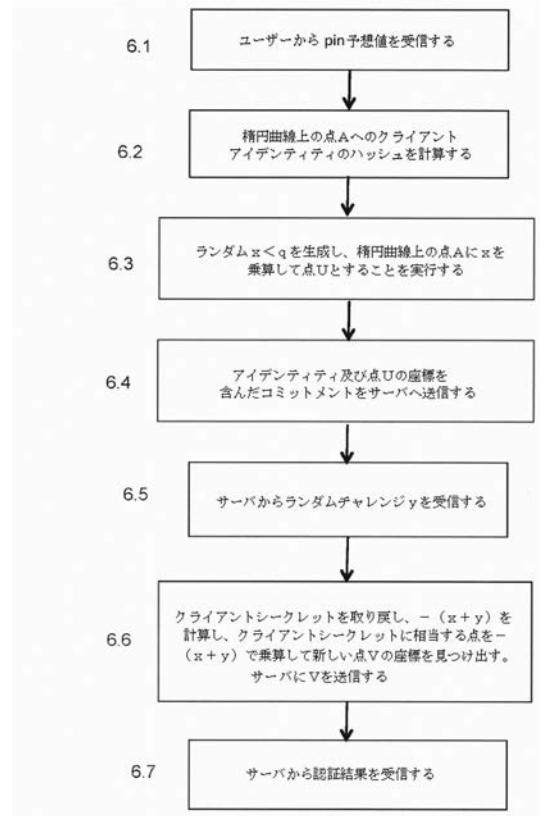 6.1
ユーザーから pin予想値を受信する
6.2
楕円曲線上の点Aへのクライアント
アイデンティティのハッシュを計算する
6.3
ランダムx<qを生成し、楕円曲線上の点Aにxを
乗算して点Uとすることを実行する
6.4
アイデンティティ及び点Uの座標を
含んだコミットメントをサーバへ送信する
6.5
サーバからランダムチャレンジyを受信する
6.6
クライアントシークレットを取り戻し、-(x+y)を
計算し、クライアントシークレットに相当する点を-
(x+y)で乗算して新しい点Vの座標を見つけ出す。
サーバにVを送信する
6.7
サーバから認証結果を受信する